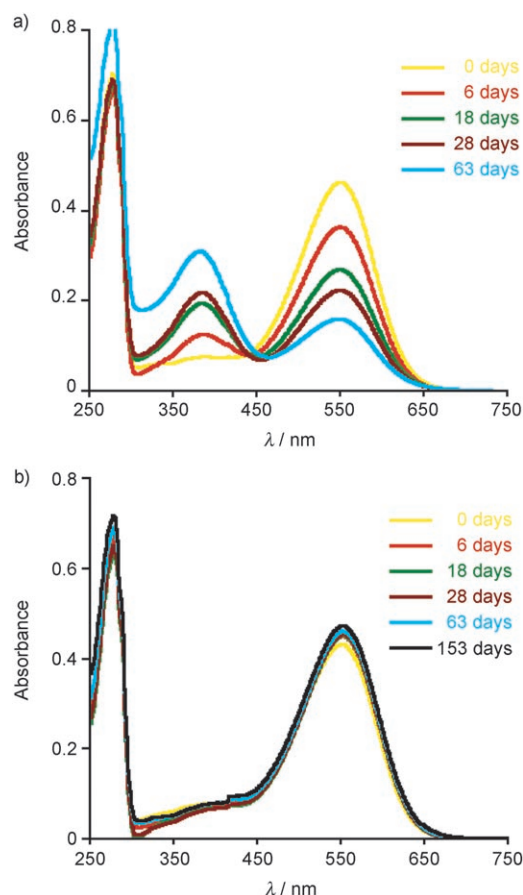 a)
0.8
0.6
0.4
0.2
0
Absorbance
250 350 450 550 650 750
λ / nm
0 days
6 days
18 days
28 days
63 days
b)
0.8
0.6
0.4
0.2
0
Absorbance
250 350 450 550 650 750
λ / nm
0 days
6 days
18 days
28 days
63 days
153 days